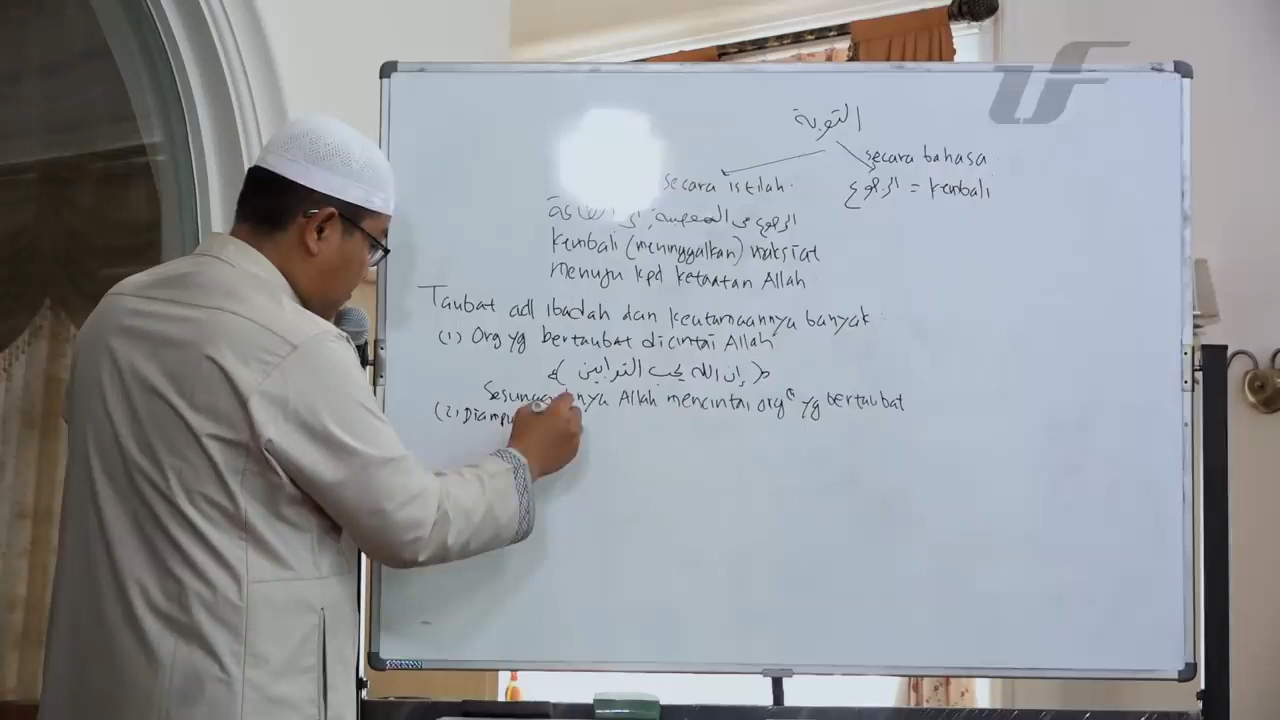 التوبة
secara bahasa
الرجوع = kembali
secara istilah.
الرجوع من المعصية إلى الطاعة
kembali (meninggalkan) maksiat
menuju kpd ketaatan Allah
Taubat adl ibadah dan keutamaannya banyak.
(1) Org yg bertaubat dicintai Allah
﴿ إن الله يحب التوابين ﴾
Allah mencintai org² yg bertaubat
(2) Diampu